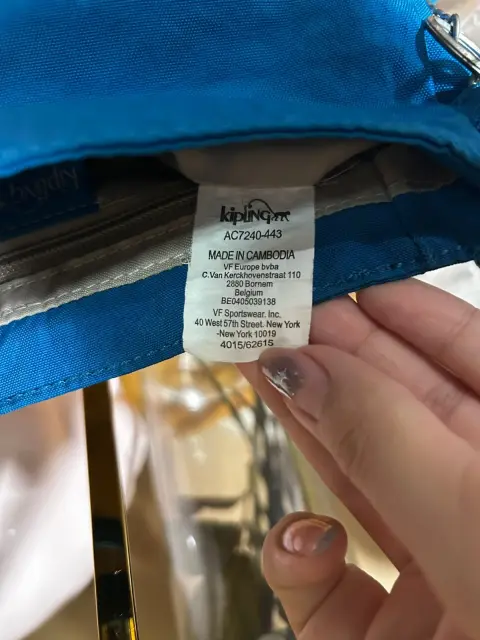 kipling
kipling
AC7240-443
MADE IN CAMBODIA
VF Europe bvba
C.Van Kerckhovenstraat 110
2880 Bornem
Belgium
BE0405039138
VF Sportswear. Inc.
40 West 57th Street. New York
-New York 10019
4015/62615